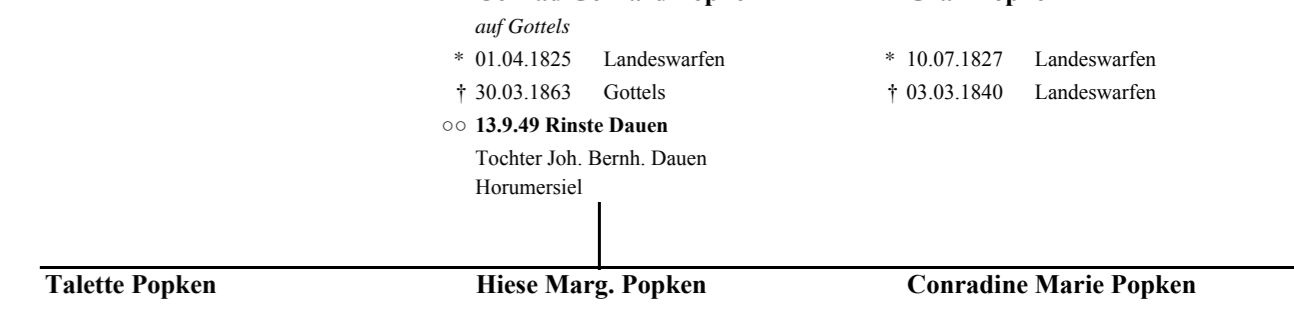 auf Gottels
* 01.04.1825 Landeswarfen * 10.07.1827 Landeswarfen
† 30.03.1863 Gottels † 03.03.1840 Landeswarfen
○○ 13.9.49 Rinste Dauen
Tochter Joh. Bernh. Dauen
Horumersiel
Talette Popken Hiese Marg. Popken Conradine Marie Popken